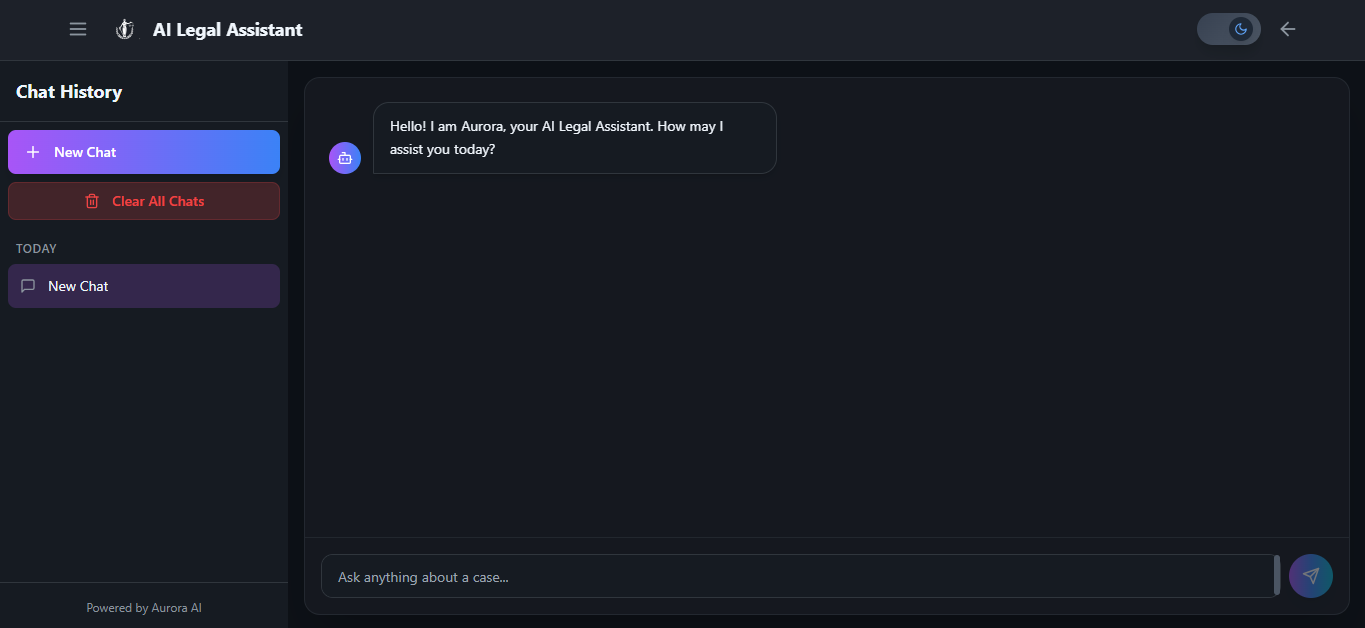 AI Legal Assistant
Chat History
New Chat
Clear All Chats
TODAY
New Chat
Powered by Aurora AI
Hello! I am Aurora, your AI Legal Assistant. How may I
assist you today?
Ask anything about a case...